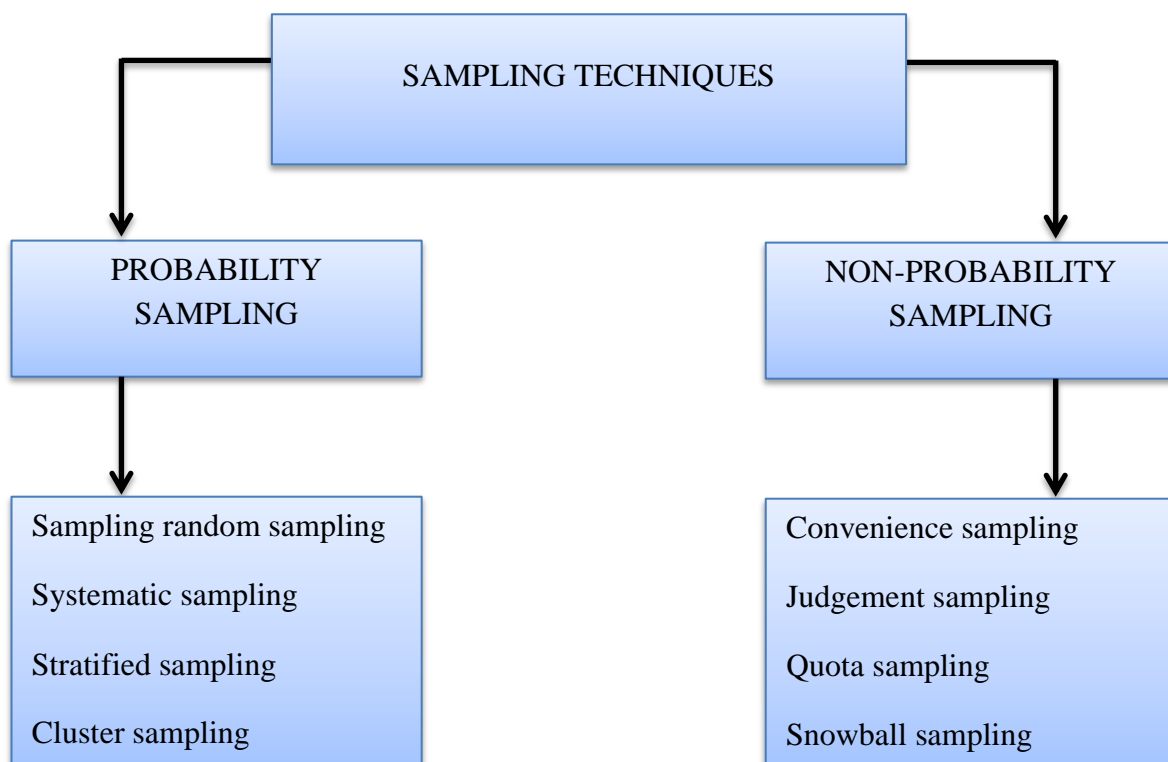 SAMPLING TECHNIQUES
PROBABILITY
SAMPLING
NON-PROBABILITY
SAMPLING
Sampling random sampling
Systematic sampling
Stratified sampling
Cluster sampling
Convenience sampling
Judgement sampling
Quota sampling
Snowball sampling